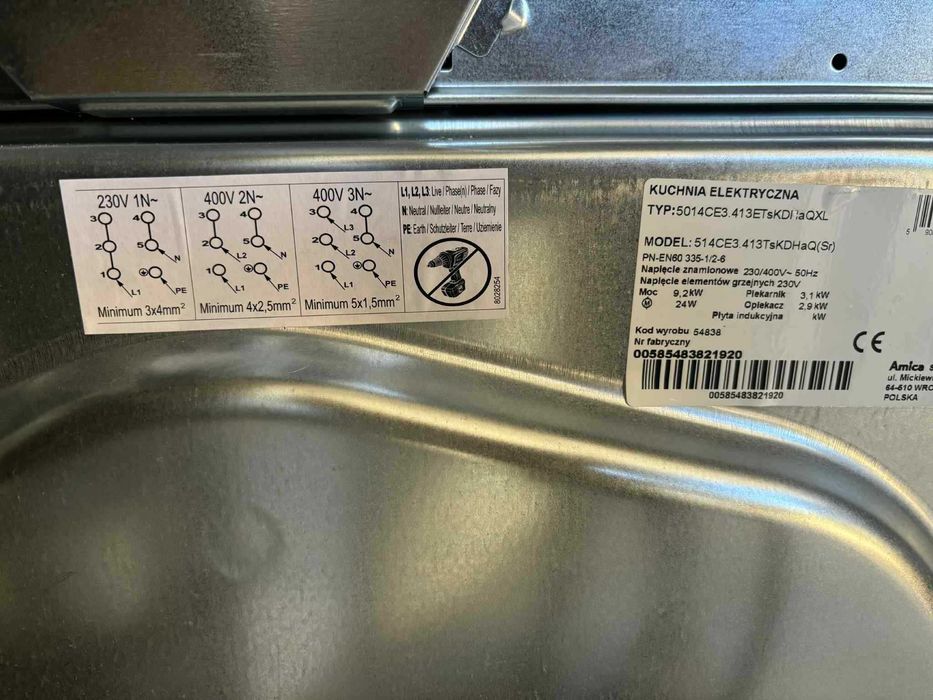 230V 1N~
3 4
2 5 N
1 L1 PE
Minimum 3x4mm²
400V 2N~
3 4
2 L2 5 N
1 L1 PE
Minimum 4x2,5mm²
400V 3N~
3 L3 4
2 L2 5 N
1 L1 PE
Minimum 5x1,5mm²
L1, L2, L3: Live / Phase(n) / Phase / Fazy
N: Neutral / Nullleiter / Neutre / Neutralny
PE: Earth / Schutzleiter / Terre / Uziemienie
8028254
KUCHNIA ELEKTRYCZNA
TYP:
MODEL: 514CE3.413TsKDHaQ(Sr)
PN-EN60 335-1/2-6
Napięcie znamionowe 230/400V~ 50Hz
Napięcie elementów grzejnych 230V
Moc 9,2kW Piekarnik 3,1 kW
M 24W Opiekacz 2,9 kW
Płyta indukcyjna kW
Kod wyrobu 54838
Nr fabryczny
00585483821920
00585483821920
CE
Amica
ul.
POLSKA
5